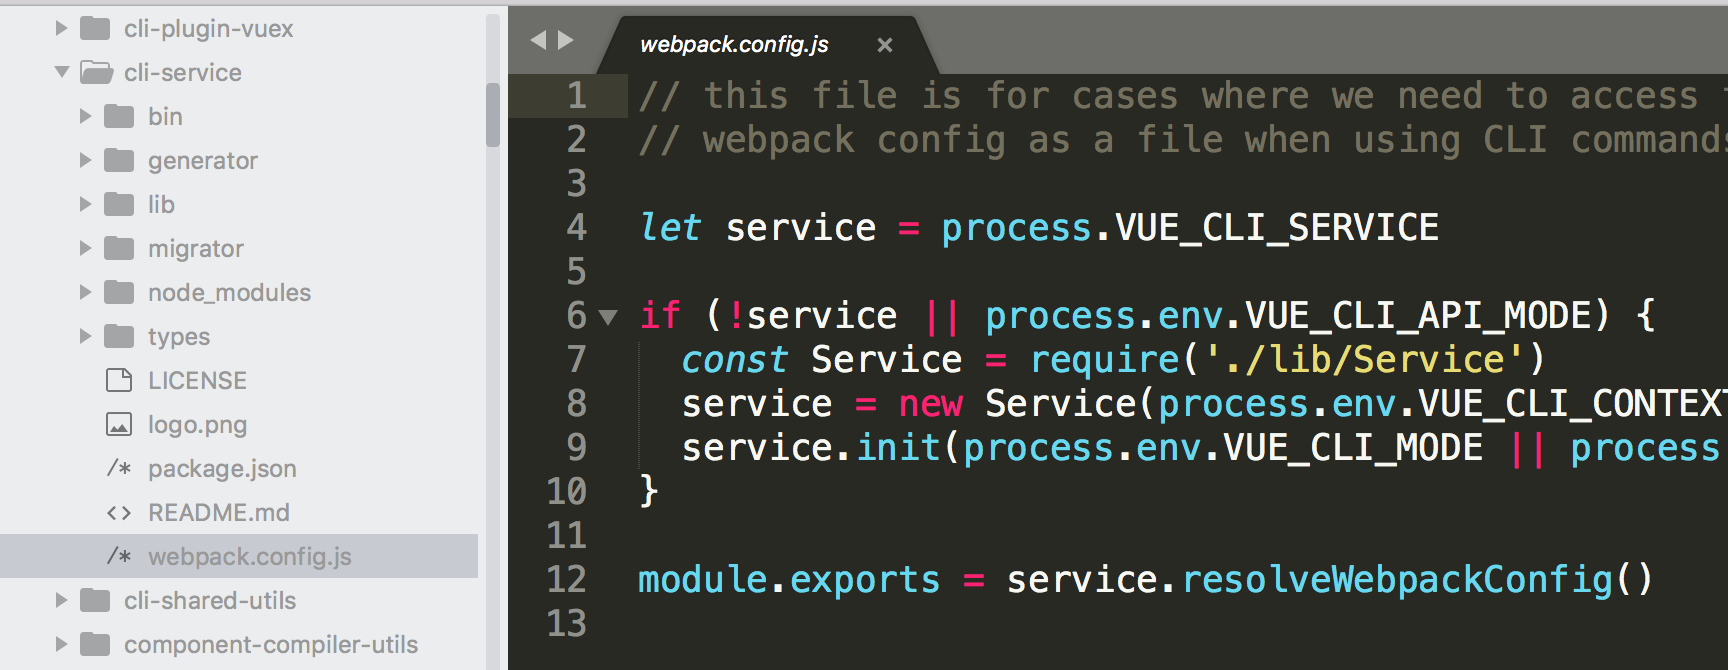 cli-plugin-vuex
cli-service
bin
generator
lib
migrator
node_modules
types
LICENSE
logo.png
/* package.json
<> README.md
/* webpack.config.js
cli-shared-utils
component-compiler-utils
webpack.config.js ×
1 // this file is for cases where we need to access
2 // webpack config as a file when using CLI commands
3
4 let service = process.VUE_CLI_SERVICE
5
6 if (!service || process.env.VUE_CLI_API_MODE) {
7 const Service = require('./lib/Service')
8 service = new Service(process.env.VUE_CLI_CONTEXT
9 service.init(process.env.VUE_CLI_MODE || process
10 }
11
12 module.exports = service.resolveWebpackConfig()
13